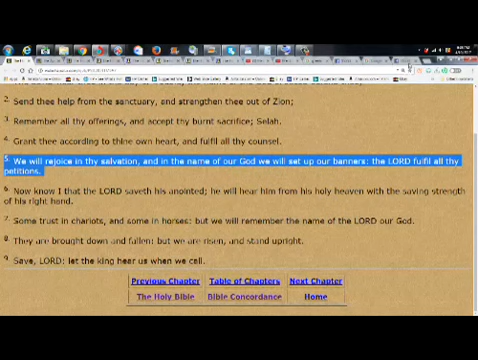 2. Send thee help from the sanctuary, and strengthen thee out of Zion;
3. Remember all thy offerings, and accept thy burnt sacrifice; Selah.
4. Grant thee according to thine own heart, and fulfil all thy counsel.
5. We will rejoice in thy salvation, and in the name of our God we will set up our banners: the LORD fulfil all thy
petitions.
6. Now know I that the LORD saveth his anointed; he will hear him from his holy heaven with the saving strength
of his right hand.
7. Some trust in chariots, and some in horses: but we will remember the name of the LORD our God.
8. They are brought down and fallen: but we are risen, and stand upright.
9. Save, LORD: let the king hear us when we call.
Previous Chapter Table of Chapters Next Chapter
The Holy Bible Bible Concordance Home